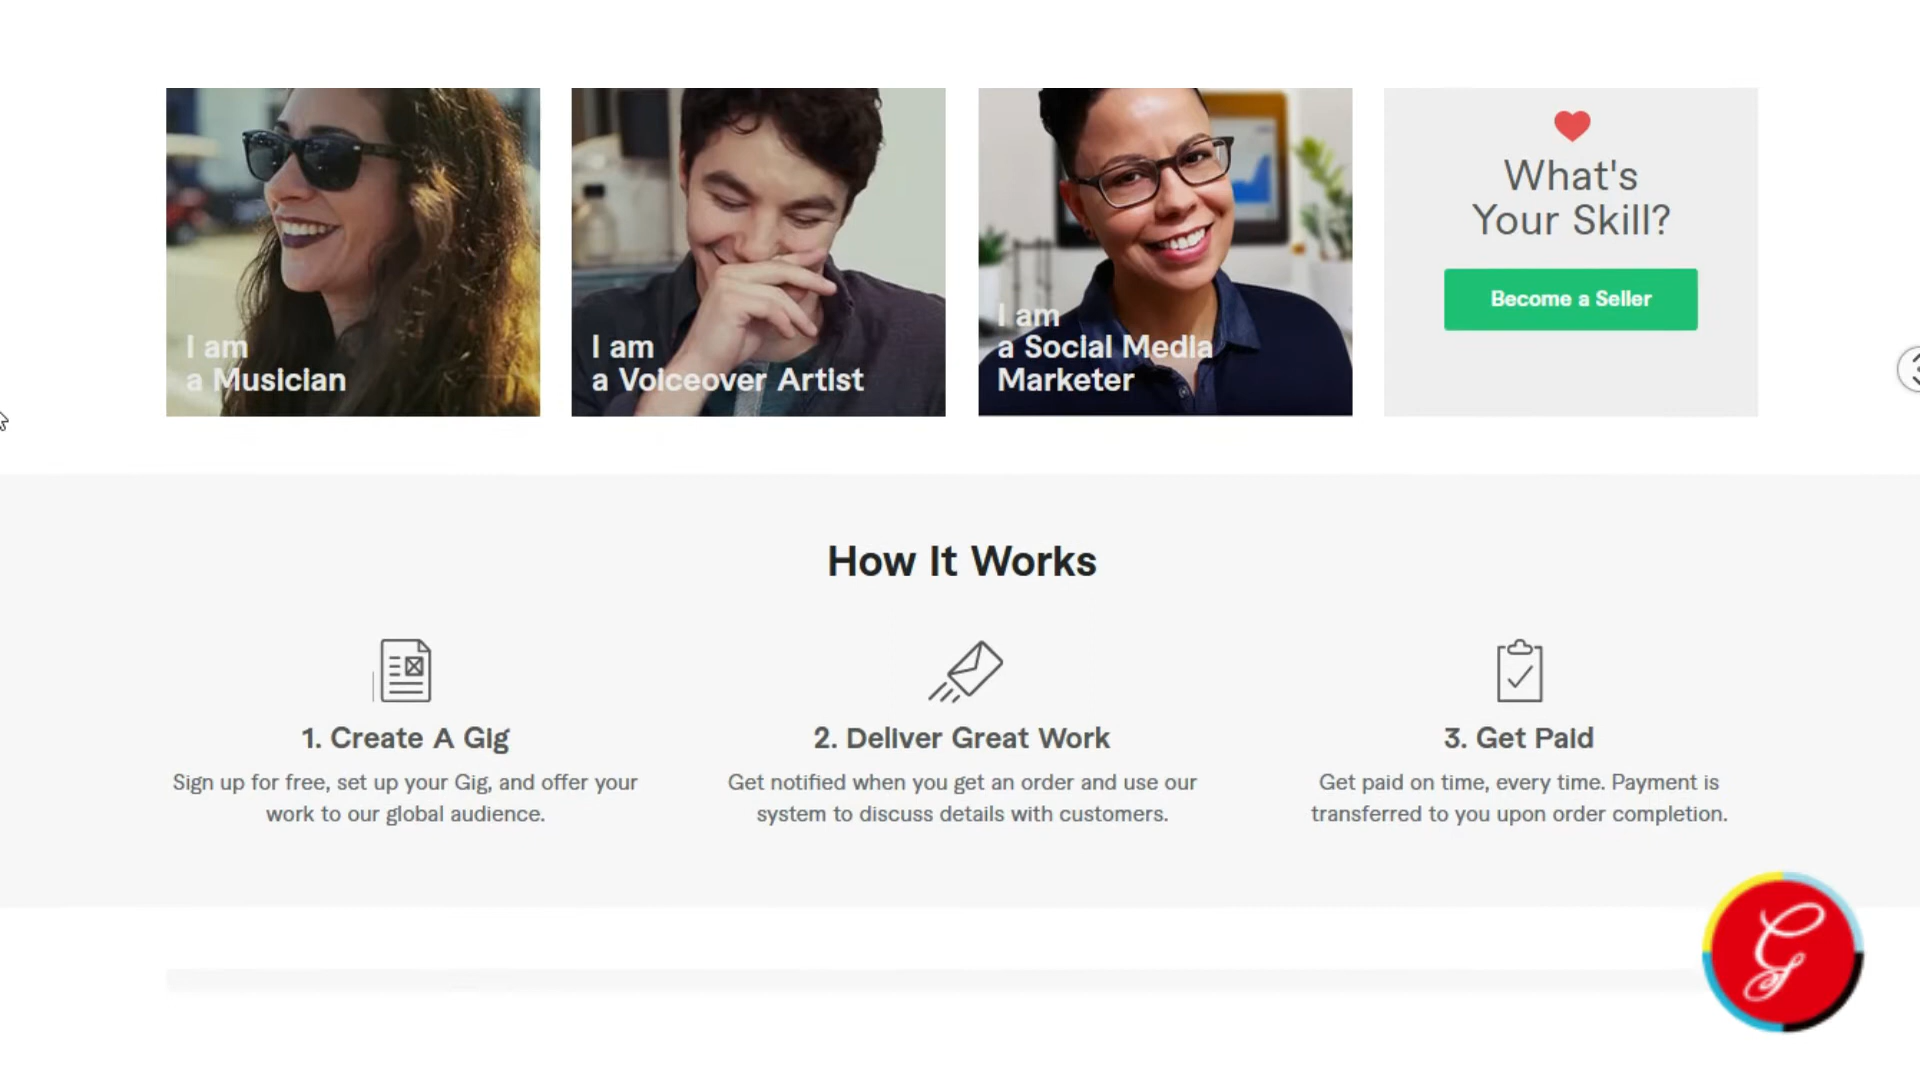 I am
a Musician
I am
a Voiceover Artist
I am
a Social Media
Marketer
What's
Your Skill?
Become a Seller
How It Works
1. Create A Gig
Sign up for free, set up your Gig, and offer your
work to our global audience.
2. Deliver Great Work
Get notified when you get an order and use our
system to discuss details with customers.
3. Get Paid
Get paid on time, every time. Payment is
transferred to you upon order completion.
G